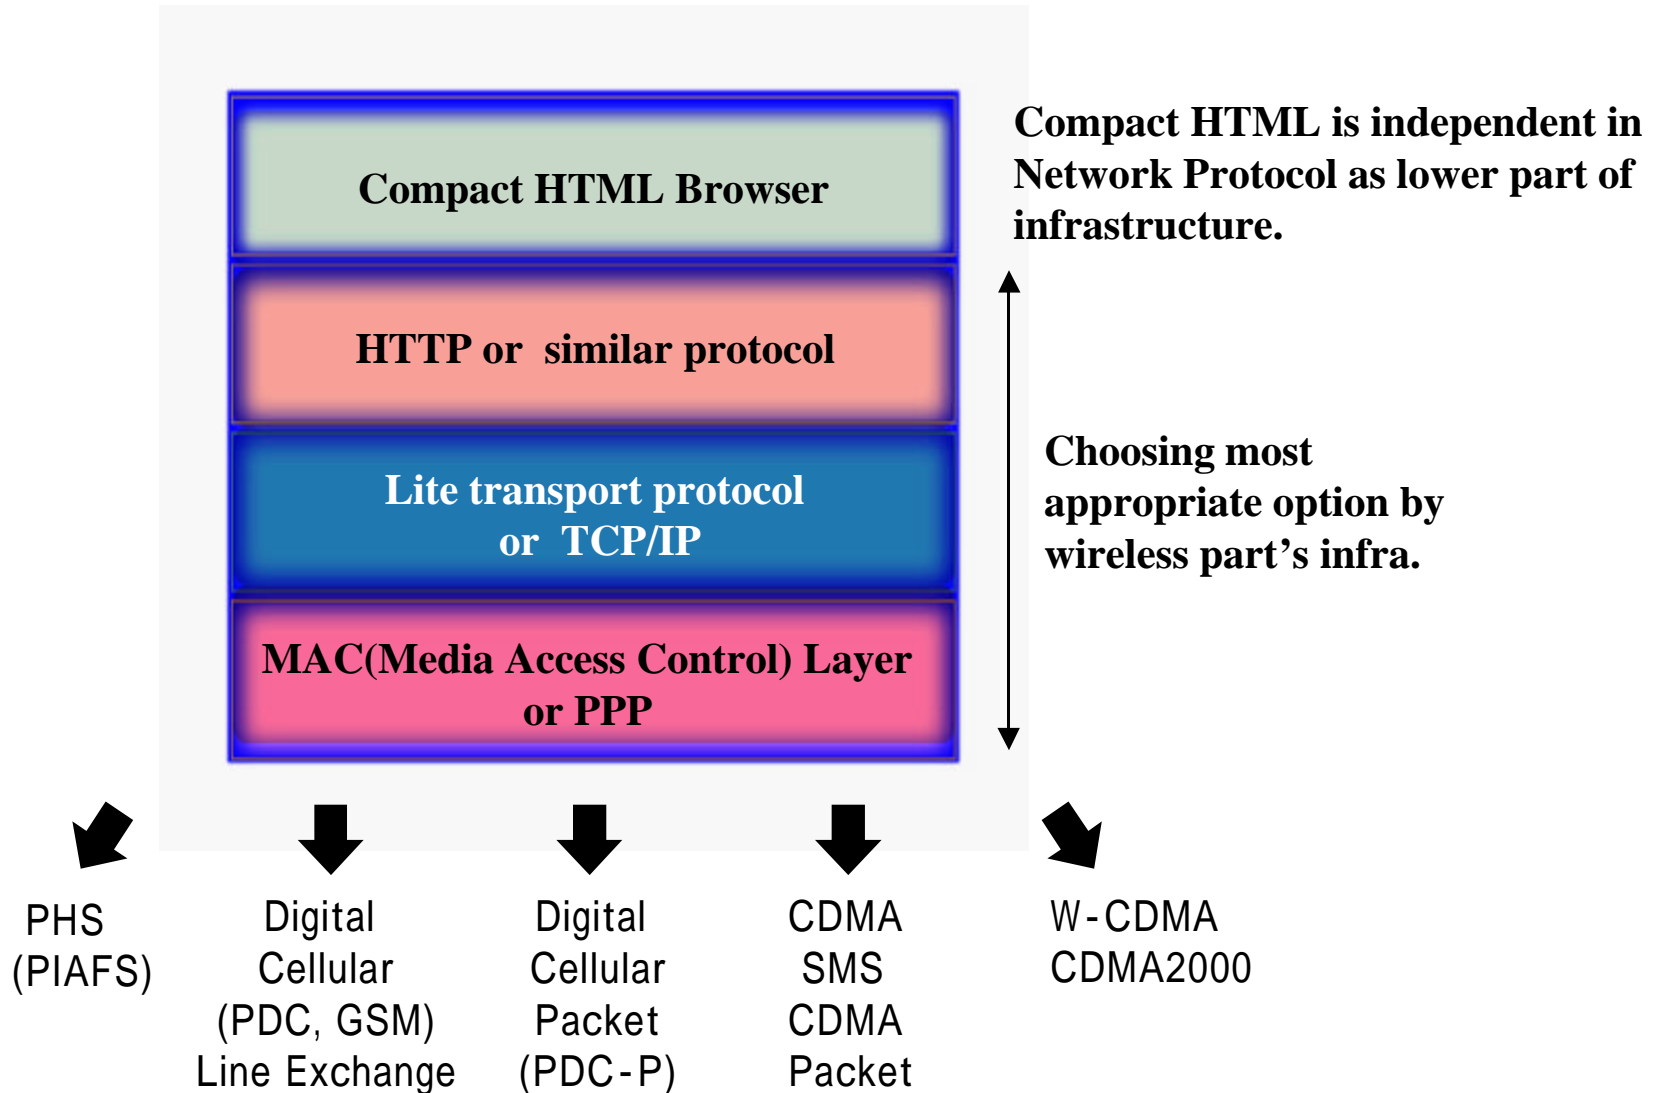 Compact HTML Browser
Compact HTML is independent in
Network Protocol as lower part of
infrastructure.
HTTP or similar protocol
Lite transport protocol
or TCP/IP
Choosing most
appropriate option by
wireless part’s infra.
MAC(Media Access Control) Layer
or PPP
PHS
(PIAFS)
Digital
Cellular
(PDC, GSM)
Line Exchange
Digital
Cellular
Packet
(PDC-P)
CDMA
SMS
CDMA
Packet
W-CDMA
CDMA2000